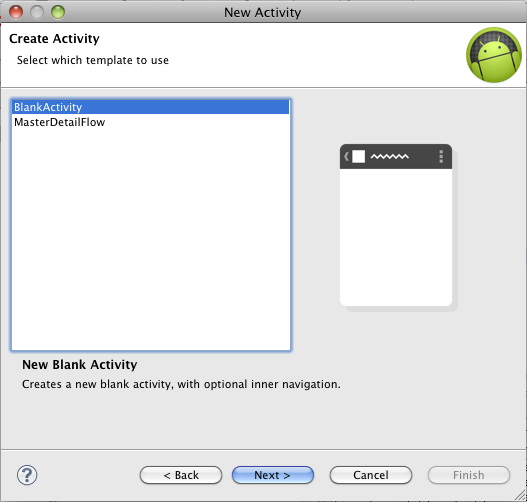 New Activity
Create Activity
Select which template to use
BlankActivity
MasterDetailFlow
New Blank Activity
Creates a new blank activity, with optional inner navigation.
?
< Back
Next >
Cancel
Finish